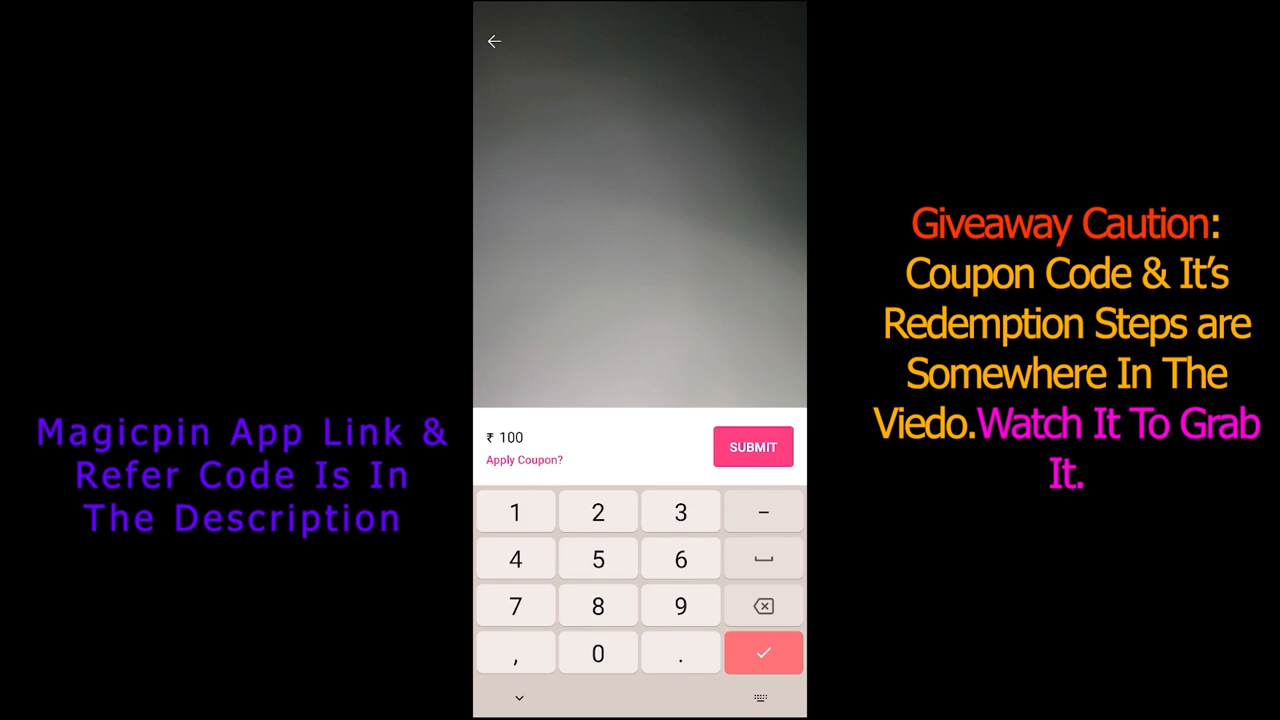 Magicpin App Link &
Refer Code Is In
The Description
₹ 100
Apply Coupon?
SUBMIT
1 2 3 -
4 5 6
7 8 9
, 0 .
Giveaway Caution:
Coupon Code & It’s
Redemption Steps are
Somewhere In The
Viedo.Watch It To Grab
It.